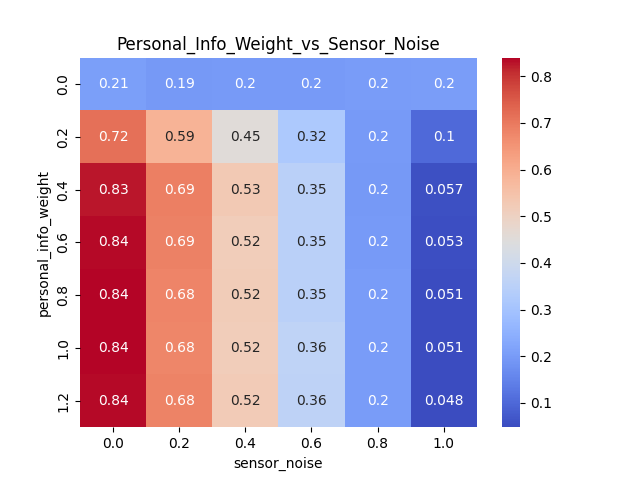 Personal_Info_Weight_vs_Sensor_Noise
0.0 0.21 0.19 0.2 0.2 0.2 0.2
0.2 0.72 0.59 0.45 0.32 0.2 0.1
0.4 0.83 0.69 0.53 0.35 0.2 0.057
0.6 0.84 0.69 0.52 0.35 0.2 0.053
0.8 0.84 0.68 0.52 0.35 0.2 0.051
1.0 0.84 0.68 0.52 0.36 0.2 0.051
1.2 0.84 0.68 0.52 0.36 0.2 0.048
personal_info_weight
0.0 0.2 0.4 0.6 0.8 1.0
sensor_noise
0.8
0.7
0.6
0.5
0.4
0.3
0.2
0.1